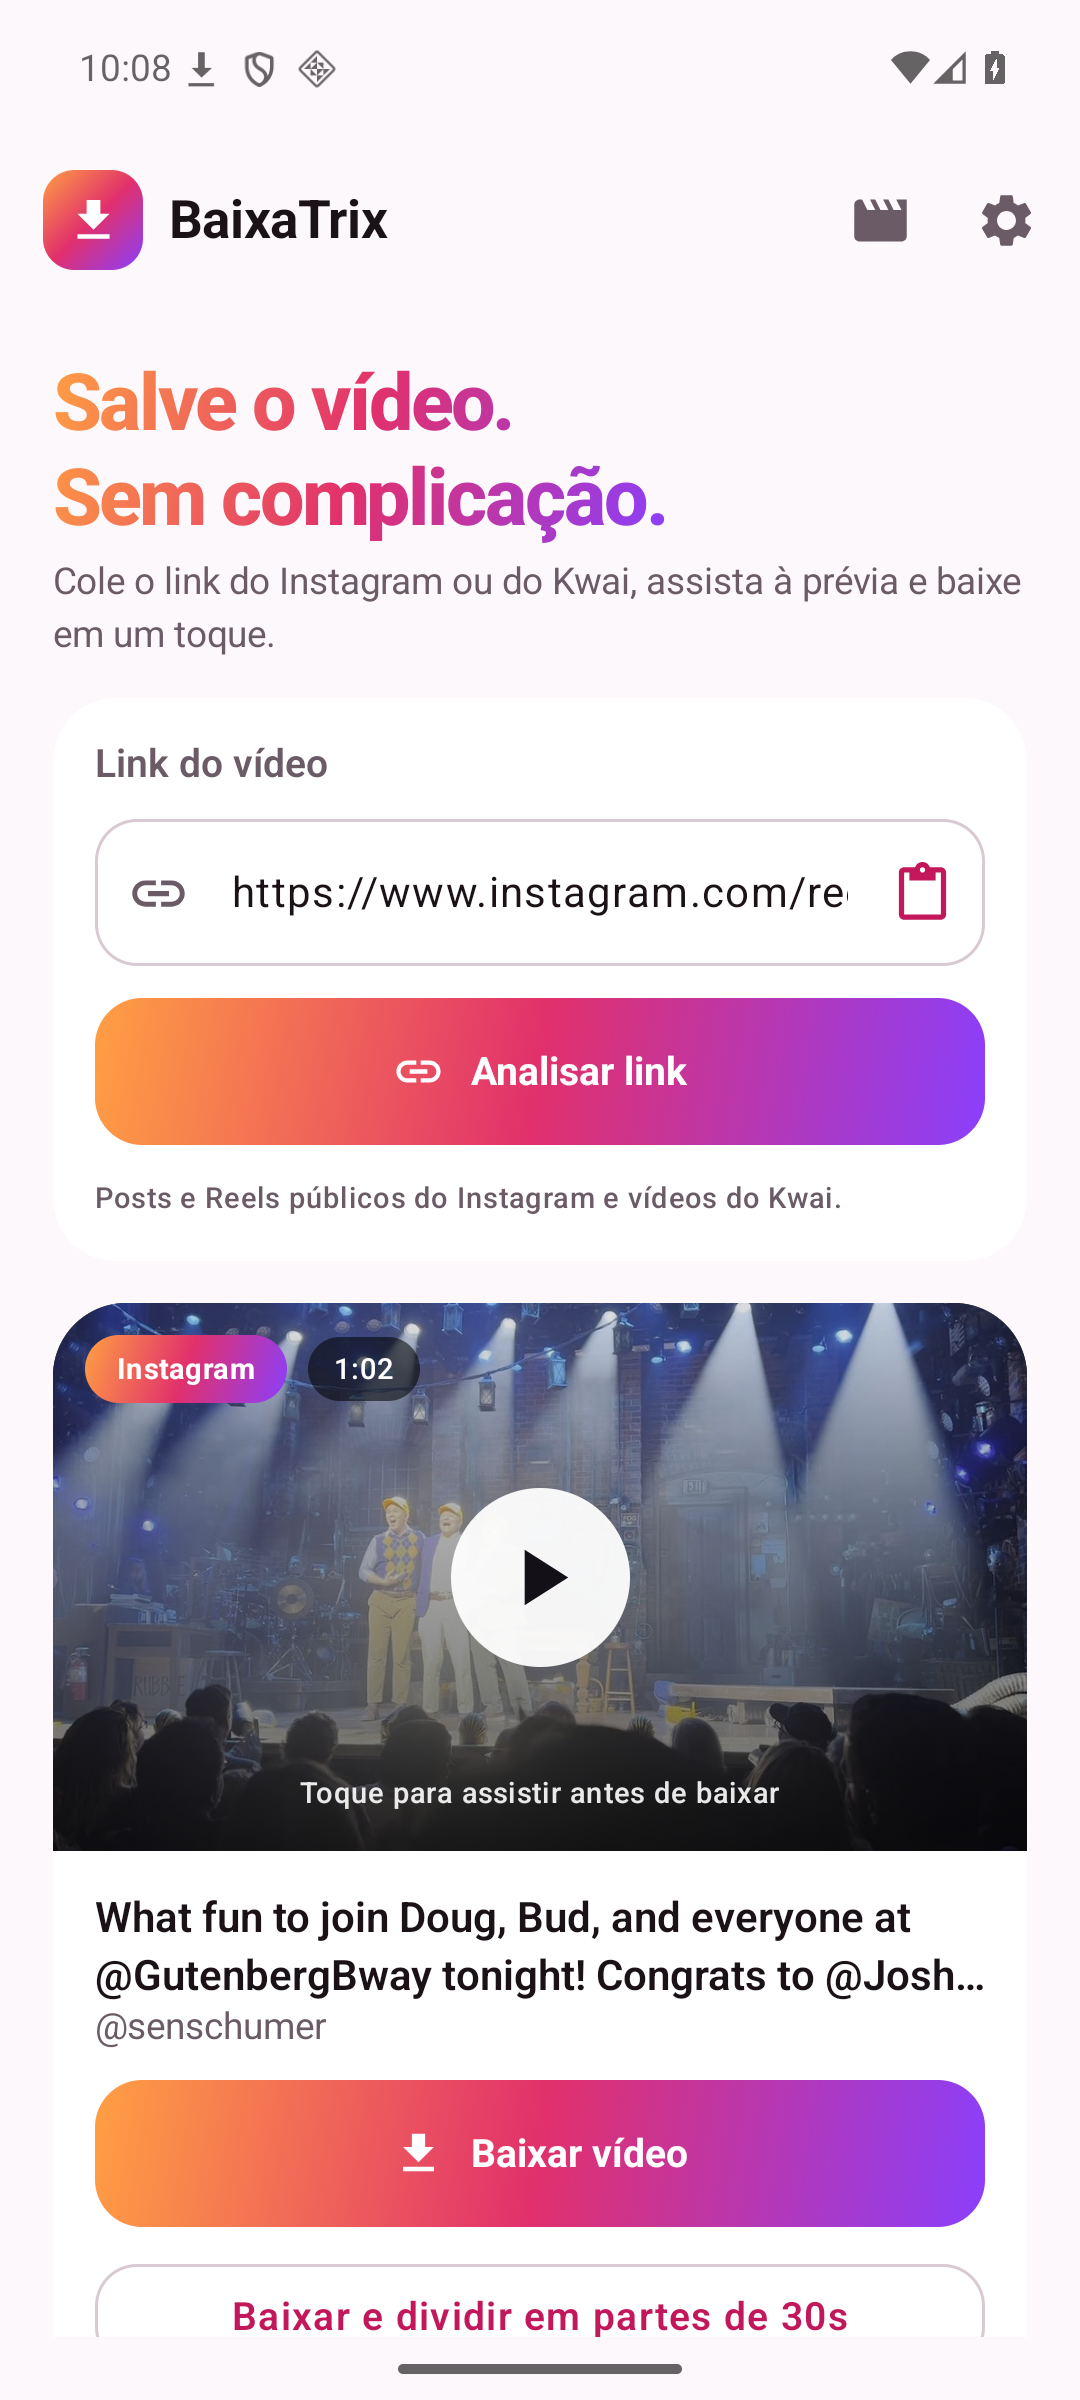 10:08
BaixaTrix
Salve o vídeo.
Sem complicação.
Cole o link do Instagram ou do Kwai, assista à prévia e baixe
em um toque.
Link do vídeo
https://www.instagram.com/re
Analisar link
Posts e Reels públicos do Instagram e vídeos do Kwai.
Instagram
1:02
EXIT
Toque para assistir antes de baixar
What fun to join Doug, Bud, and everyone at
@GutenbergBway tonight! Congrats to @Josh…
@senschumer
Baixar vídeo
Baixar e dividir em partes de 30s